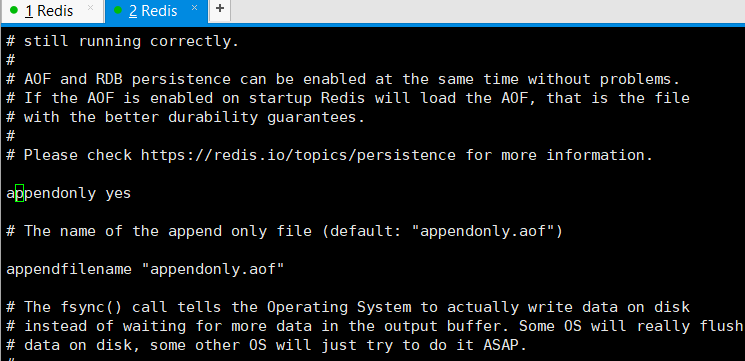 1 Redis × 2 Redis × +
# still running correctly.
#
# AOF and RDB persistence can be enabled at the same time without problems.
# If the AOF is enabled on startup Redis will load the AOF, that is the file
# with the better durability guarantees.
#
# Please check https://redis.io/topics/persistence for more information.
appendonly yes
# The name of the append only file (default: "appendonly.aof")
appendfilename "appendonly.aof"
# The fsync() call tells the Operating System to actually write data on disk
# instead of waiting for more data in the output buffer. Some OS will really flush
# data on disk, some other OS will just try to do it ASAP.
#